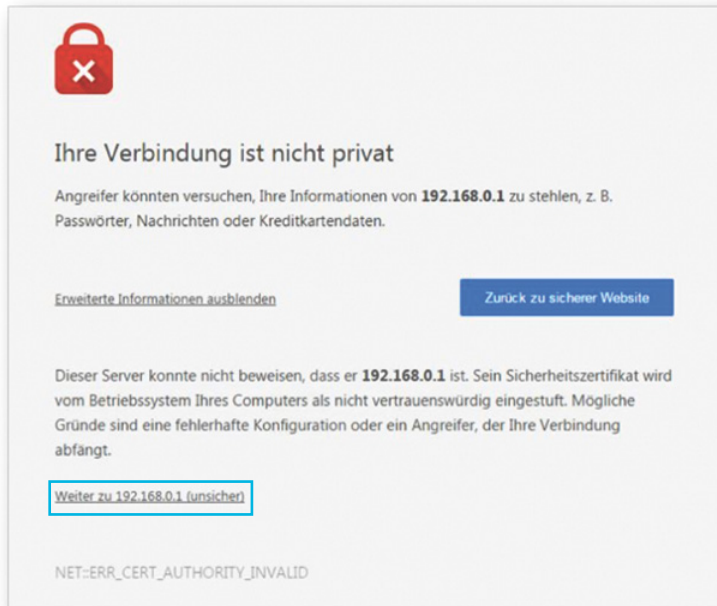 Ihre Verbindung ist nicht privat
Angreifer könnten versuchen, Ihre Informationen von 192.168.0.1 zu stehlen, z. B.
Passwörter, Nachrichten oder Kreditkartendaten.
Erweiterte Informationen ausblenden
Zurück zu sicherer Website
Dieser Server konnte nicht beweisen, dass er 192.168.0.1 ist. Sein Sicherheitszertifikat wird
vom Betriebssystem Ihres Computers als nicht vertrauenswürdig eingestuft. Mögliche
Gründe sind eine fehlerhafte Konfiguration oder ein Angreifer, der Ihre Verbindung
abfängt.
Weiter zu 192.168.0.1 (unsicher)
NET::ERR_CERT_AUTHORITY_INVALID